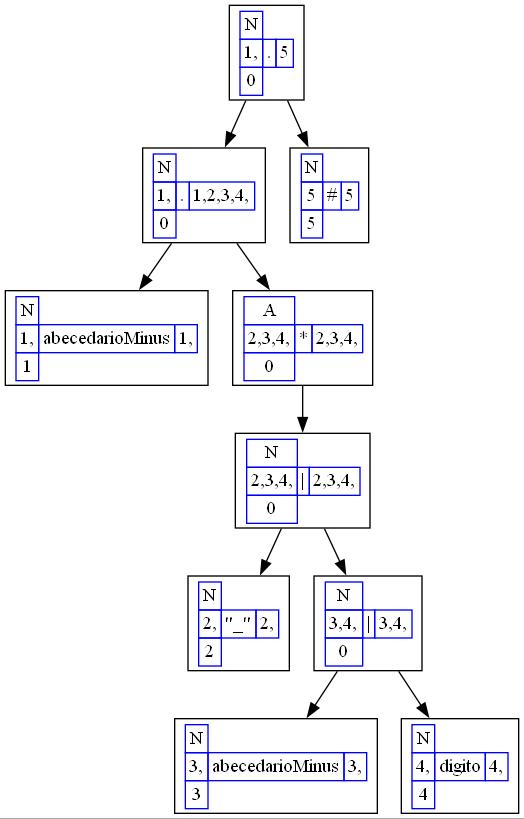 N
1, . 5
0
N
1, . 1,2,3,4,
0
N
5 # 5
5
N
1, abecedarioMinus 1,
1
A
2,3,4, * 2,3,4,
0
N
2,3,4, | 2,3,4,
0
N
2, "_" 2,
2
N
3,4, | 3,4,
0
N
3, abecedarioMinus 3,
3
N
4, digito 4,
4